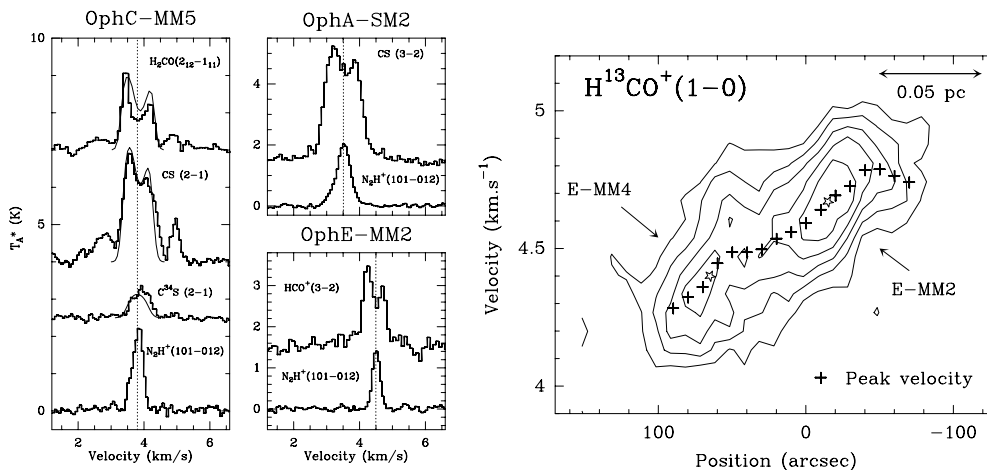 OphC-MM5
10
5
0
T_A* (K)
H₂CO(2₁₂-1₁₁)
CS (2-1)
C³⁴S (2-1)
N₂H⁺(101-012)
2 4 6
Velocity (km/s)
OphA-SM2
4
2
0
CS (3-2)
N₂H⁺(101-012)
OphE-MM2
3
2
1
0
HCO⁺(3-2)
N₂H⁺(101-012)
2 4 6
Velocity (km/s)
H¹³CO⁺(1-0)
0.05 pc
E-MM4
E-MM2
+ Peak velocity
5
4.5
4
Velocity (km.s⁻¹)
100 0 -100
Position (arcsec)